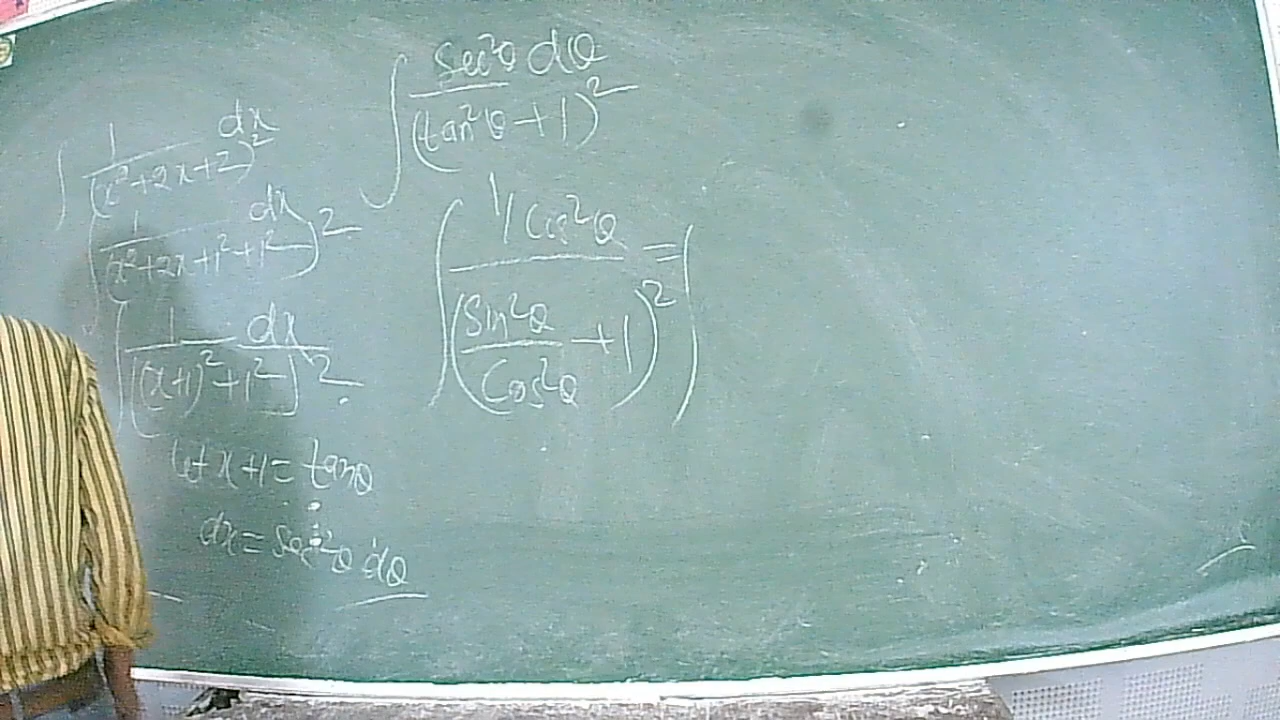 ∫ 1/(x²+2x+2)² dx
∫ 1/(x²+2x+1²+1²)² dx
∫ 1/[(x+1)²+1²]² dx
let x+1 = tanθ
dx = sec²θ dθ
∫ sec²θ dθ/(tan²θ+1)²
∫ (1/cos²θ)/(sin²θ/cos²θ + 1)² = ∫